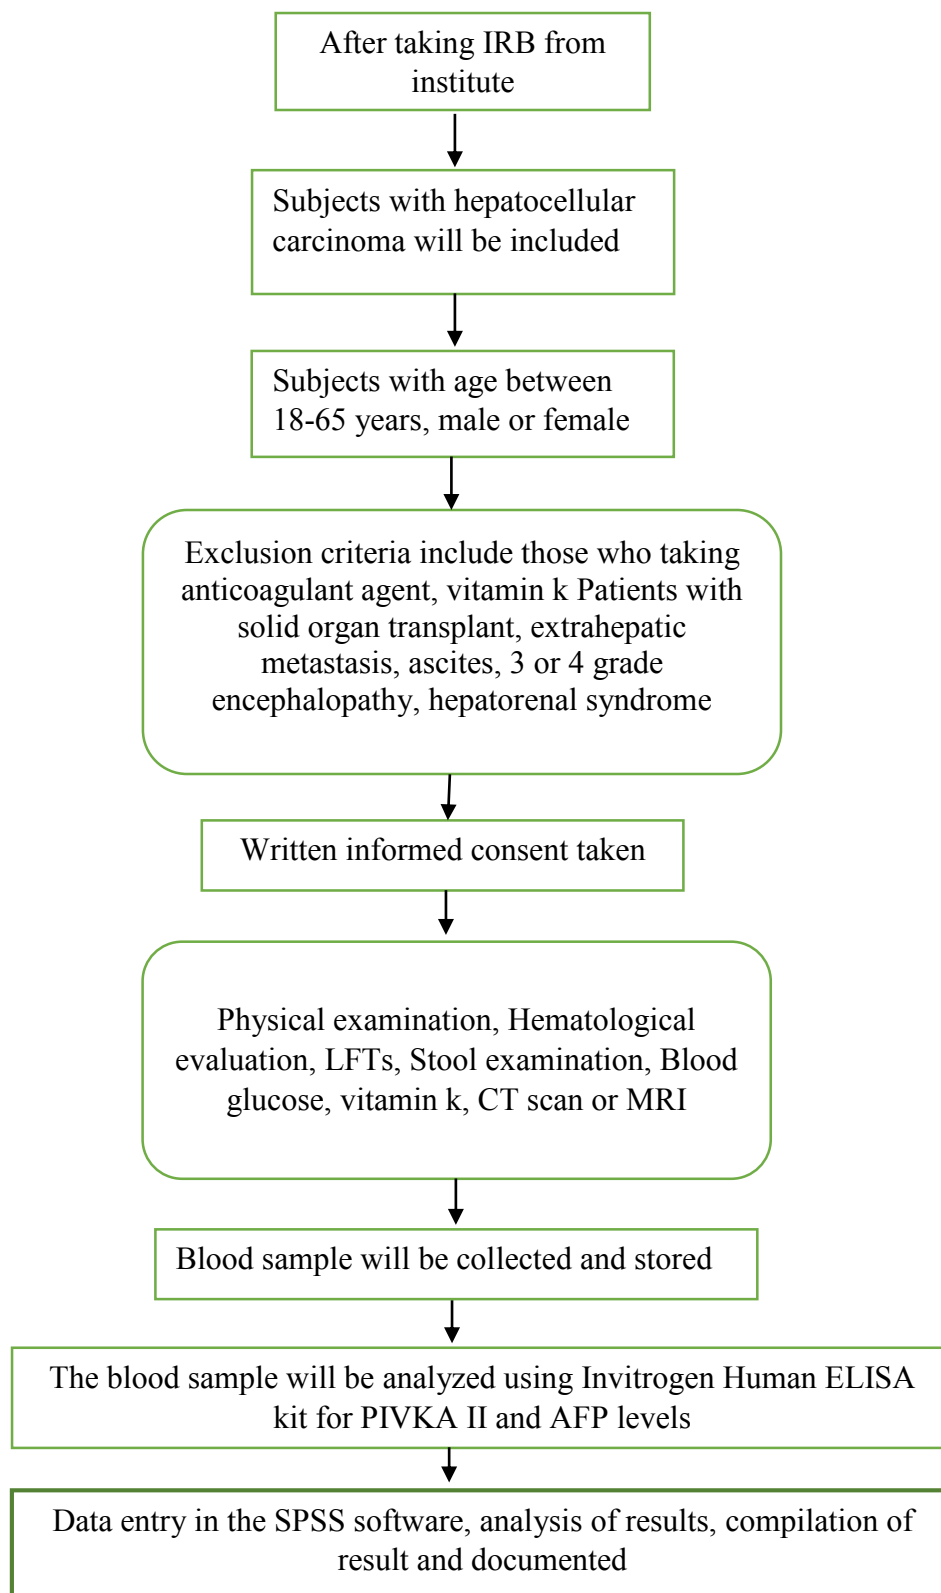 After taking IRB from
institute
Subjects with hepatocellular
carcinoma will be included
Subjects with age between
18-65 years, male or female
Exclusion criteria include those who taking
anticoagulant agent, vitamin k Patients with
solid organ transplant, extrahepatic
metastasis, ascites, 3 or 4 grade
encephalopathy, hepatorenal syndrome
Written informed consent taken
Physical examination, Hematological
evaluation, LFTs, Stool examination, Blood
glucose, vitamin k, CT scan or MRI
Blood sample will be collected and stored
The blood sample will be analyzed using Invitrogen Human ELISA
kit for PIVKA II and AFP levels
Data entry in the SPSS software, analysis of results, compilation of
result and documented